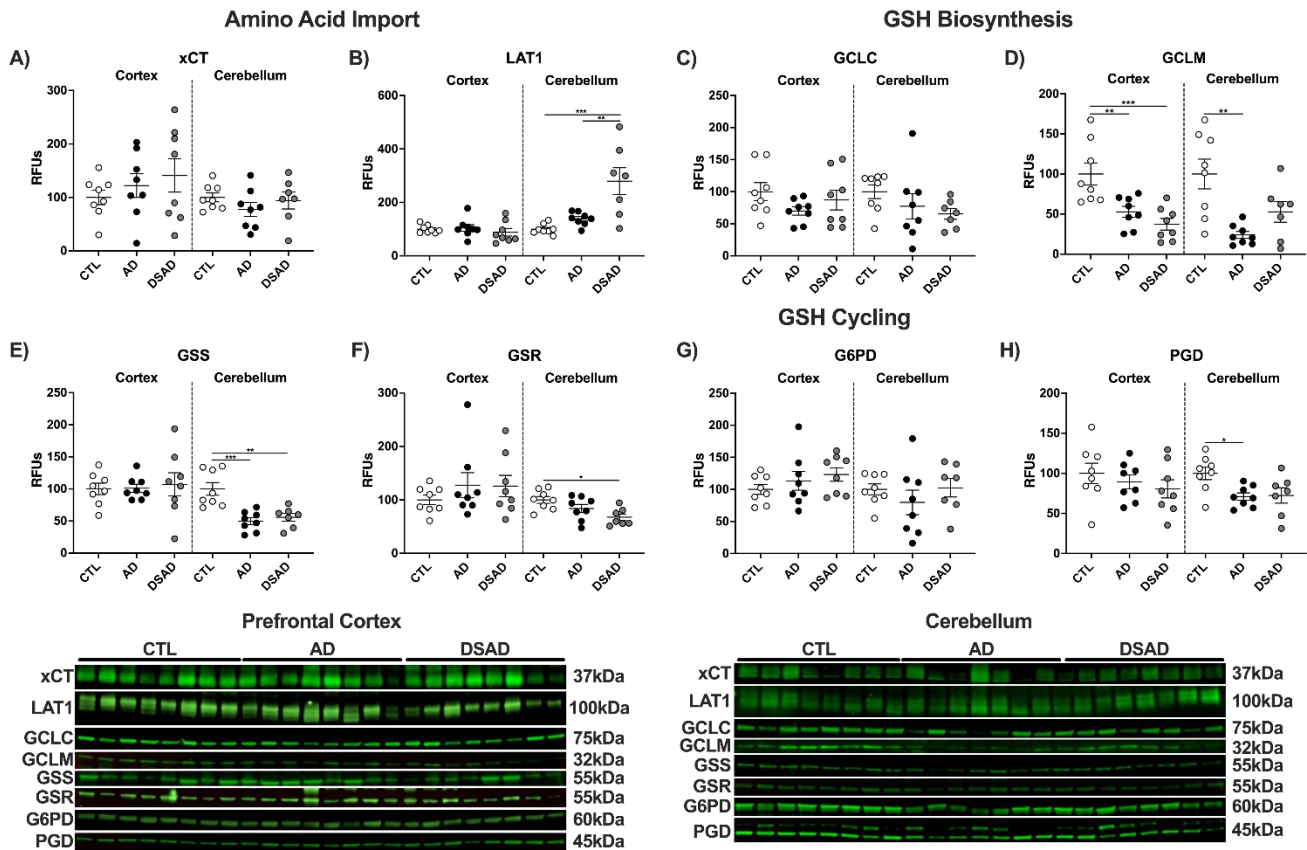 Amino Acid Import
GSH Biosynthesis
A)
xCT
Cortex
Cerebellum
RFUs
300
200
100
0
CTL
AD
DSAD
CTL
AD
DSAD
B)
LAT1
Cortex
Cerebellum
RFUs
600
400
200
0
***
**
CTL
AD
DSAD
CTL
AD
DSAD
C)
GCLC
Cortex
Cerebellum
RFUs
250
200
150
100
50
0
CTL
AD
DSAD
CTL
AD
DSAD
D)
GCLM
Cortex
Cerebellum
RFUs
200
150
100
50
0
***
**
**
CTL
AD
DSAD
CTL
AD
DSAD
GSH Cycling
E)
GSS
Cortex
Cerebellum
RFUs
250
200
150
100
50
0
**
***
CTL
AD
DSAD
CTL
AD
DSAD
F)
GSR
Cortex
Cerebellum
RFUs
300
200
100
0
*
CTL
AD
DSAD
CTL
AD
DSAD
G)
G6PD
Cortex
Cerebellum
RFUs
250
200
150
100
50
0
CTL
AD
DSAD
CTL
AD
DSAD
H)
PGD
Cortex
Cerebellum
RFUs
200
150
100
50
0
*
CTL
AD
DSAD
CTL
AD
DSAD
Prefrontal Cortex
CTL AD DSAD
xCT 37kDa
LAT1 100kDa
GCLC 75kDa
GCLM 32kDa
GSS 55kDa
GSR 55kDa
G6PD 60kDa
PGD 45kDa
Cerebellum
CTL AD DSAD
xCT 37kDa
LAT1 100kDa
GCLC 75kDa
GCLM 32kDa
GSS 55kDa
GSR 55kDa
G6PD 60kDa
PGD 45kDa